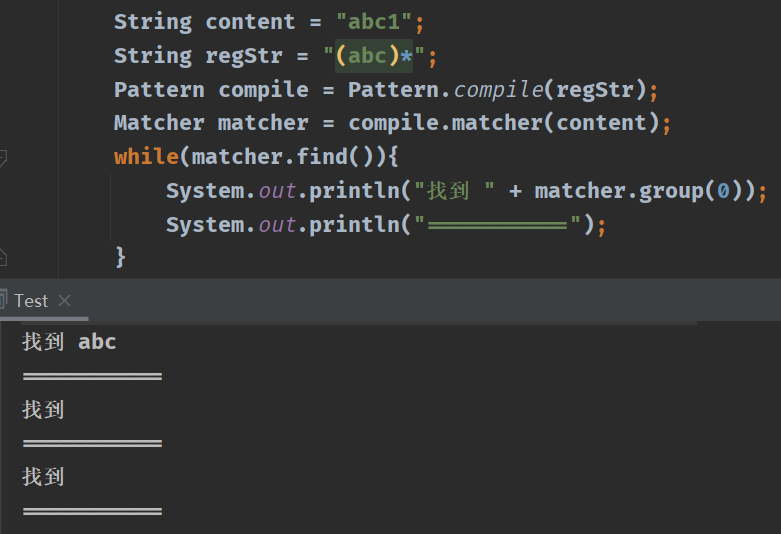 String content = "abc1";
String regStr = "(abc)*";
Pattern compile = Pattern.compile(regStr);
Matcher matcher = compile.matcher(content);
while(matcher.find()){
System.out.println("找到 " + matcher.group(0));
System.out.println("===========");
}
Test ×
找到 abc
===========
找到
===========
找到
===========